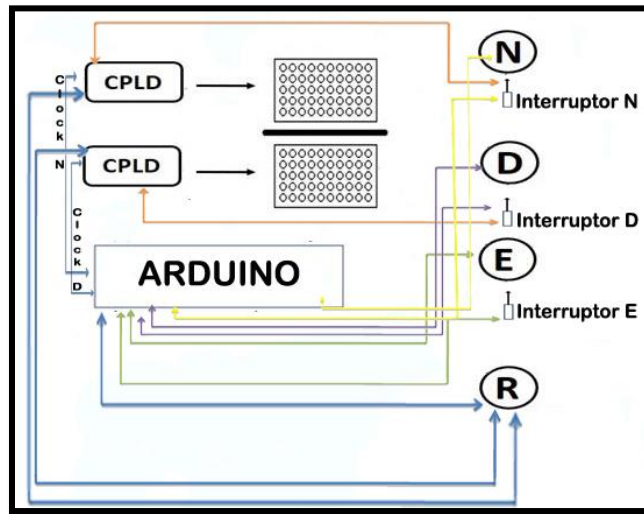 N
CPLD
Interruptor N
Clock N
CPLD
D
Interruptor D
Clock D
E
ARDUINO
Interruptor E
R